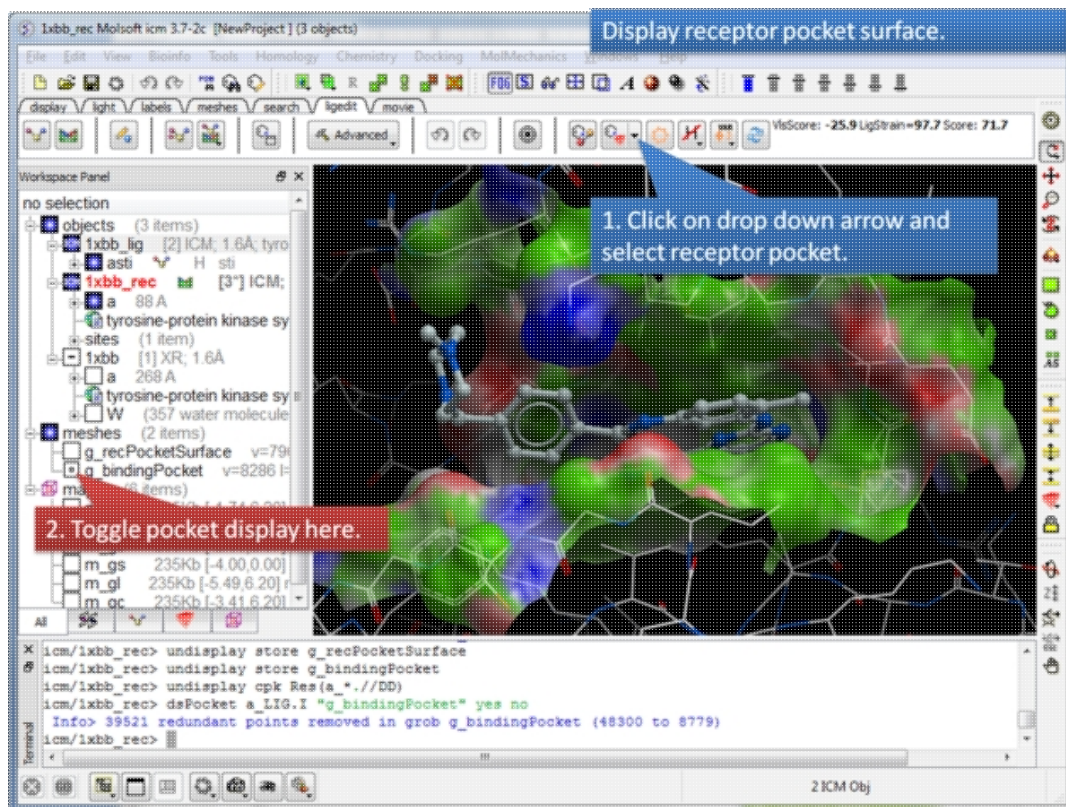 1xbb_rec Molsoft icm 3.7-2c [NewProject ] (3 objects)
Display receptor pocket surface.
File Edit View Bioinfo Tools Homology Chemistry Docking MolMechanics Windows Help
FOG
display light labels meshes search ligedit movie
Advanced
VlsScore: -25.9 LigStrain=97.7 Score: 71.7
Workspace Panel
no selection
objects (3 items)
1xbb_lig [2] ICM; 1.6Å; tyro
asti H sti
1xbb_rec [3*] ICM;
a 88 A
tyrosine-protein kinase sy
sites (1 item)
1xbb [1] XR; 1.6Å
a 268 A
tyrosine-protein kinase sy
W (357 water molecule
meshes (2 items)
g_recPocketSurface
g_bindingPocket v=8286
1. Click on drop down arrow and
select receptor pocket.
2. Toggle pocket display here.
m_gs 235Kb [-4.00,0.00]
m_gl 235Kb [-5.49,6.20]
m_gc 235Kb [-3.41,6.20]
All
icm/1xbb_rec> undisplay store g_recPocketSurface
icm/1xbb_rec> undisplay store g_bindingPocket
icm/1xbb_rec> undisplay cpk Res(a_*.//DD)
icm/1xbb_rec> dsPocket a_LIG.I "g_bindingPocket" yes no
Info> 39521 redundant points removed in grob g_bindingPocket (48300 to 8779)
icm/1xbb_rec>
Terminal
2 ICM Obj